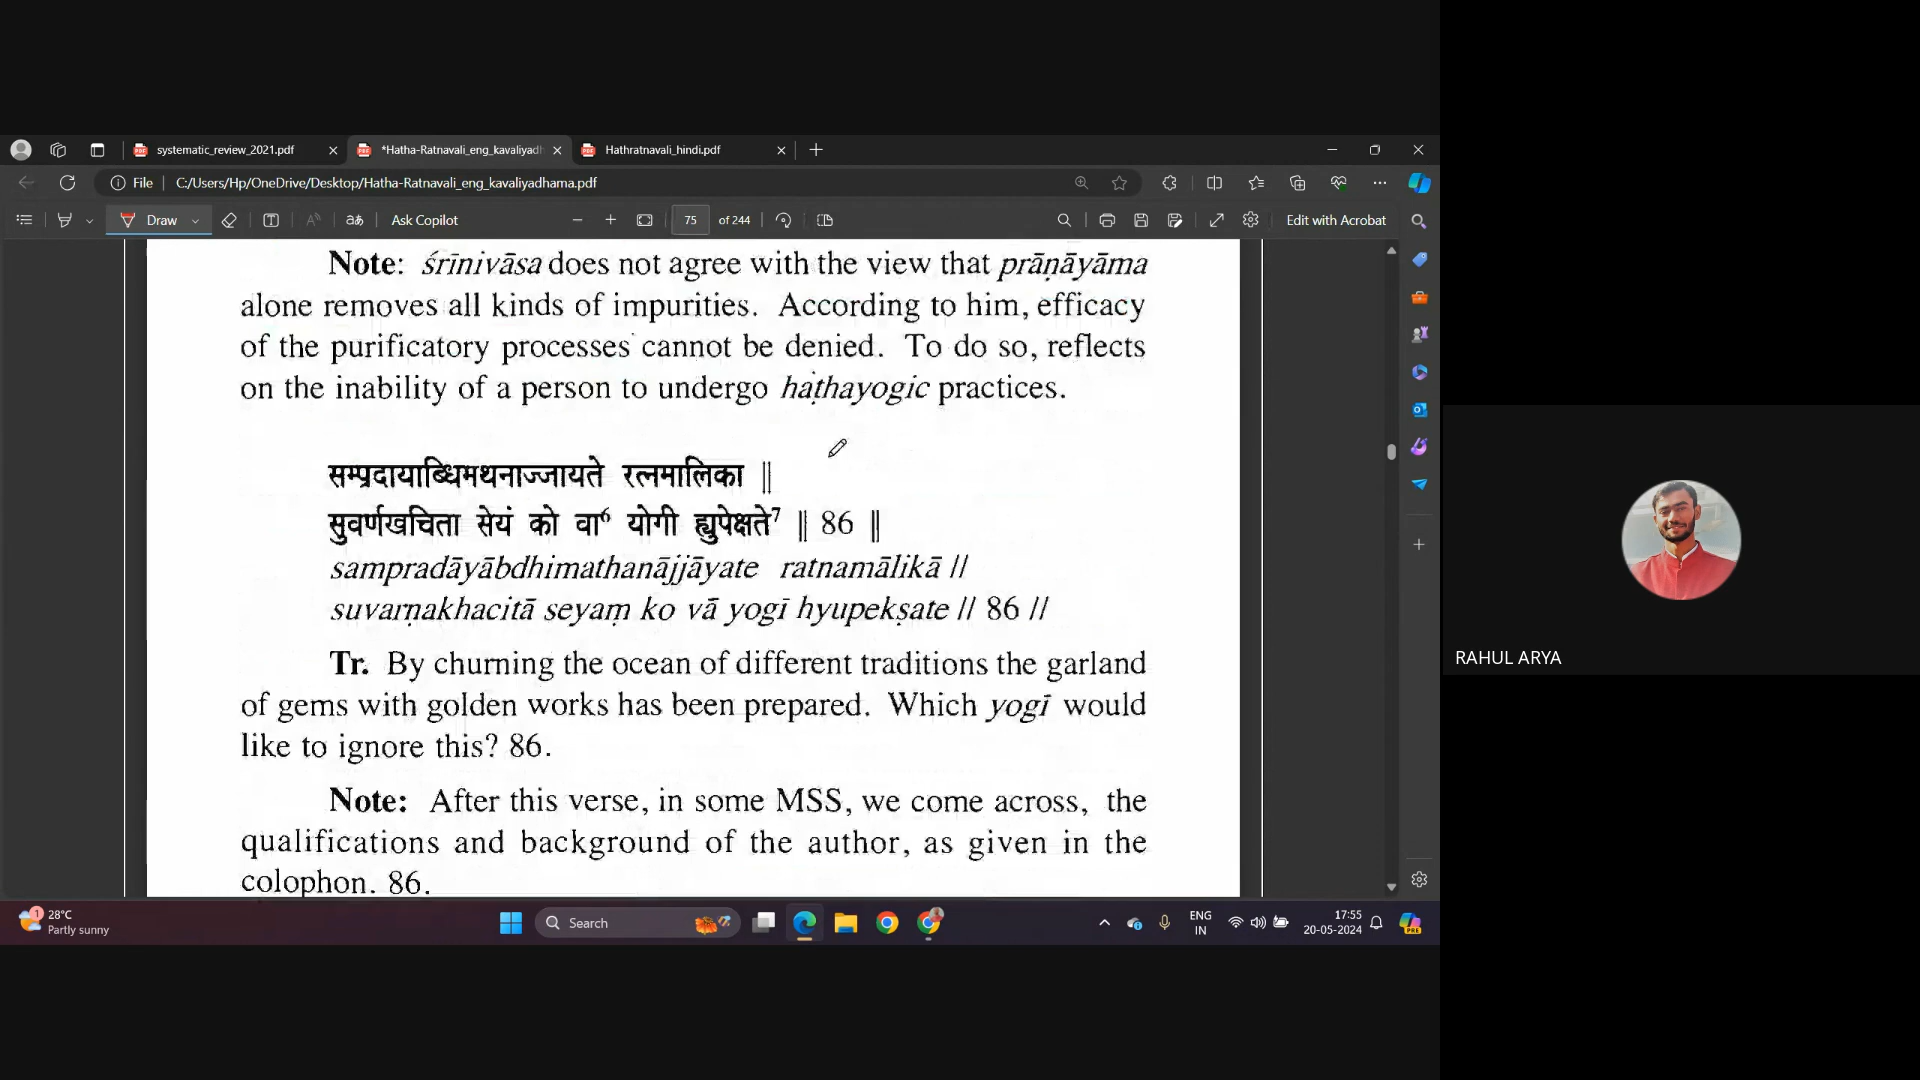 systematic_review_2021.pdf
*Hatha-Ratnavali_eng_kavaliyadh
Hathratnavali_hindi.pdf
File
C:/Users/Hp/OneDrive/Desktop/Hatha-Ratnavali_eng_kavaliyadhama.pdf
Draw
aあ
Ask Copilot
75 of 244
Edit with Acrobat
Note: śrīnivāsa does not agree with the view that prāṇāyāma
alone removes all kinds of impurities. According to him, efficacy
of the purificatory processes cannot be denied. To do so, reflects
on the inability of a person to undergo haṭhayogic practices.
सम्प्रदायाब्धिमथनाज्जायते रत्नमालिका ||
सुवर्णखचिता सेयं को वा⁶ योगी ह्युपेक्षते⁷ || 86 ||
sampradāyābdhimathanājjāyate ratnamālikā //
suvarṇakhacitā seyaṃ ko vā yogī hyupekṣate // 86 //
Tr. By churning the ocean of different traditions the garland
of gems with golden works has been prepared. Which yogī would
like to ignore this? 86.
Note: After this verse, in some MSS, we come across, the
qualifications and background of the author, as given in the
colophon. 86.
RAHUL ARYA
1
28°C
Partly sunny
Search
ENG
IN
17:55
20-05-2024
PRE